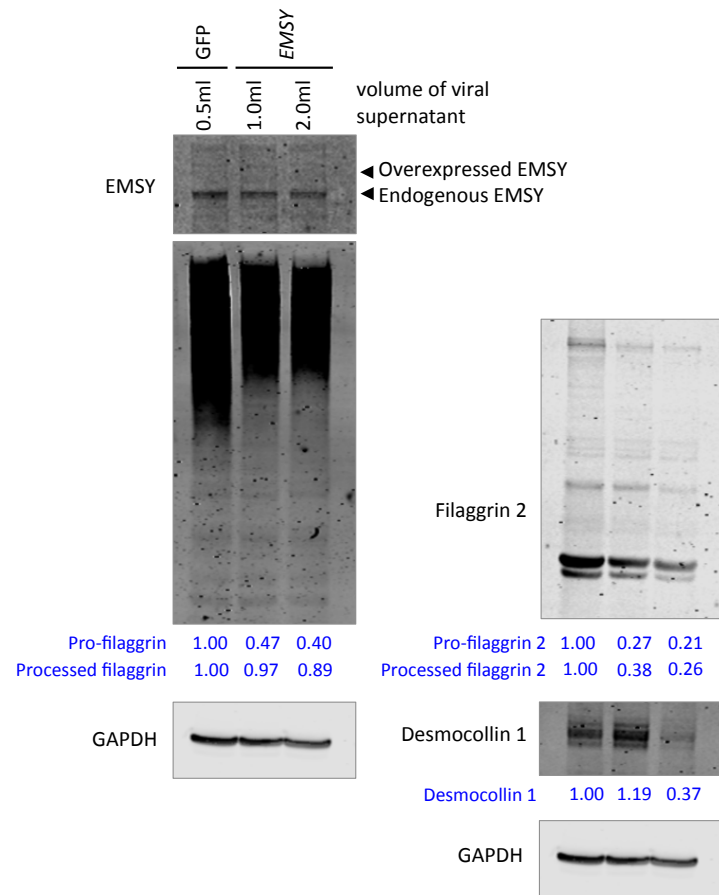 GFP
EMSY
0.5ml
1.0ml
2.0ml
volume of viral
supernatant
EMSY
Overexpressed EMSY
Endogenous EMSY
Pro-filaggrin 1.00 0.47 0.40
Processed filaggrin 1.00 0.97 0.89
GAPDH
Filaggrin 2
Pro-filaggrin 2 1.00 0.27 0.21
Processed filaggrin 2 1.00 0.38 0.26
Desmocollin 1
Desmocollin 1 1.00 1.19 0.37
GAPDH